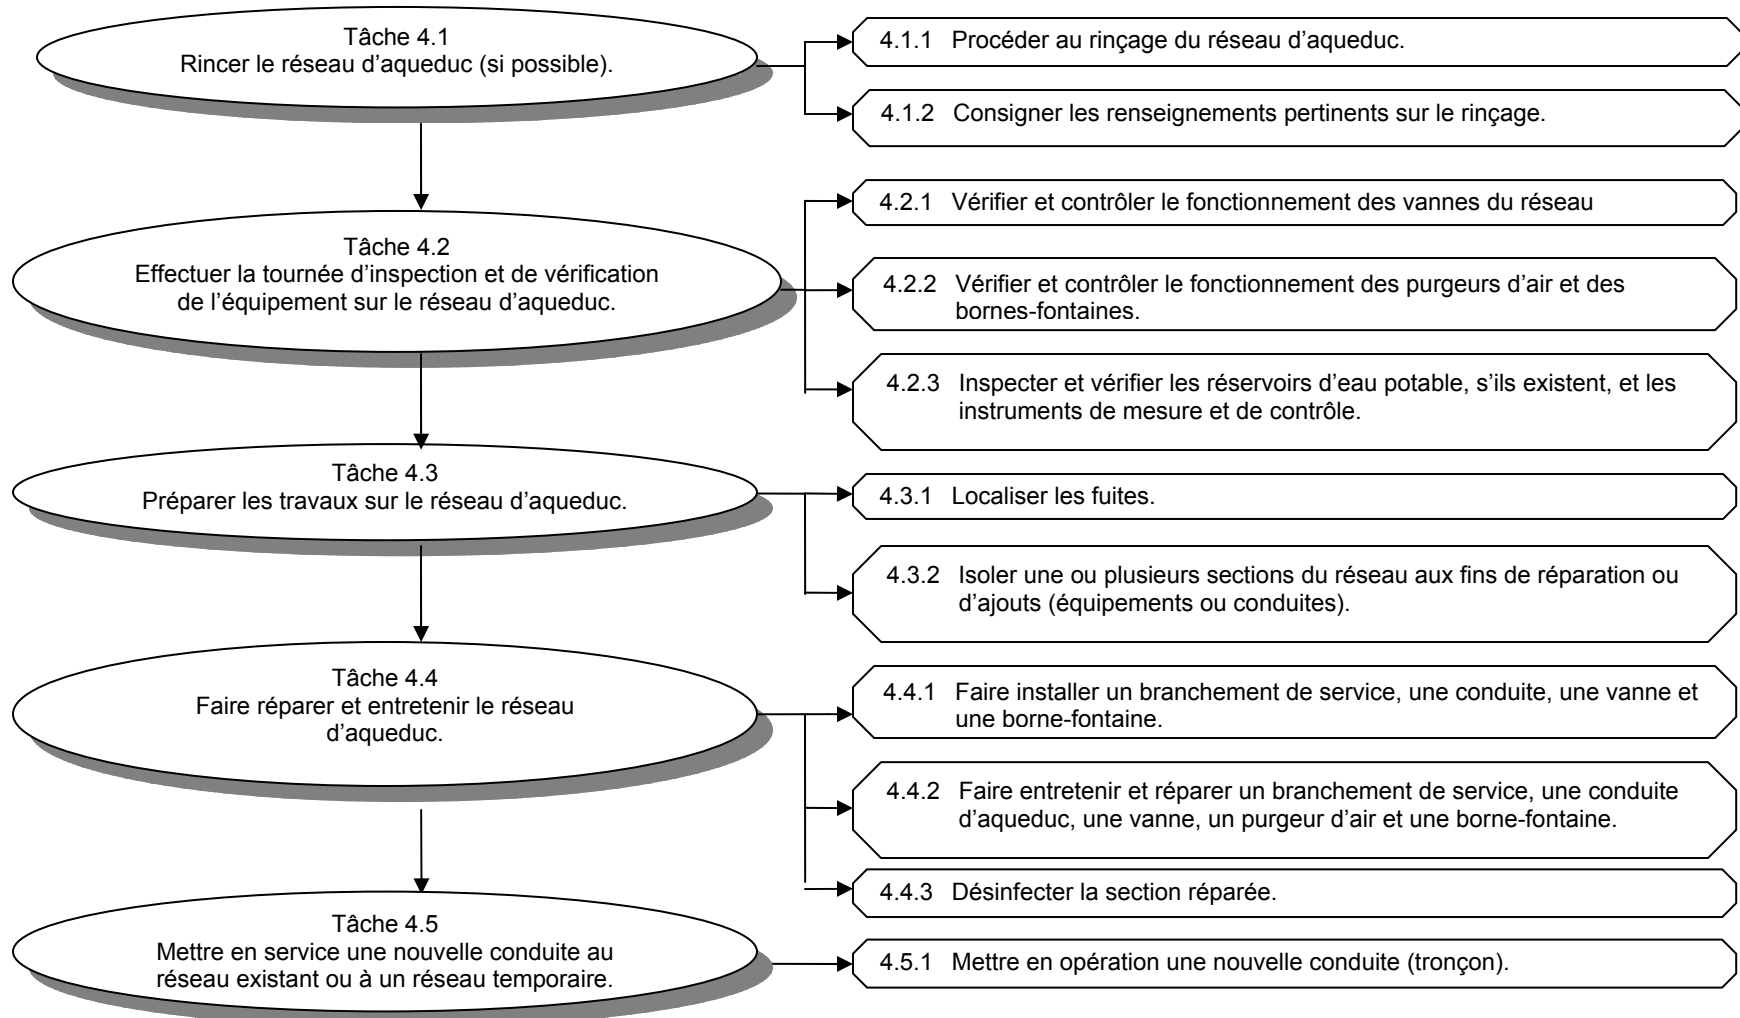 Tâche 4.1
Rincer le réseau d’aqueduc (si possible).
4.1.1 Procéder au rinçage du réseau d’aqueduc.
4.1.2 Consigner les renseignements pertinents sur le rinçage.
Tâche 4.2
Effectuer la tournée d’inspection et de vérification
de l’équipement sur le réseau d’aqueduc.
4.2.1 Vérifier et contrôler le fonctionnement des vannes du réseau
4.2.2 Vérifier et contrôler le fonctionnement des purgeurs d’air et des
bornes-fontaines.
4.2.3 Inspecter et vérifier les réservoirs d’eau potable, s’ils existent, et les
instruments de mesure et de contrôle.
Tâche 4.3
Préparer les travaux sur le réseau d’aqueduc.
4.3.1 Localiser les fuites.
4.3.2 Isoler une ou plusieurs sections du réseau aux fins de réparation ou
d’ajouts (équipements ou conduites).
Tâche 4.4
Faire réparer et entretenir le réseau
d’aqueduc.
4.4.1 Faire installer un branchement de service, une conduite, une vanne et
une borne-fontaine.
4.4.2 Faire entretenir et réparer un branchement de service, une conduite
d’aqueduc, une vanne, un purgeur d’air et une borne-fontaine.
4.4.3 Désinfecter la section réparée.
Tâche 4.5
Mettre en service une nouvelle conduite au
réseau existant ou à un réseau temporaire.
4.5.1 Mettre en opération une nouvelle conduite (tronçon).